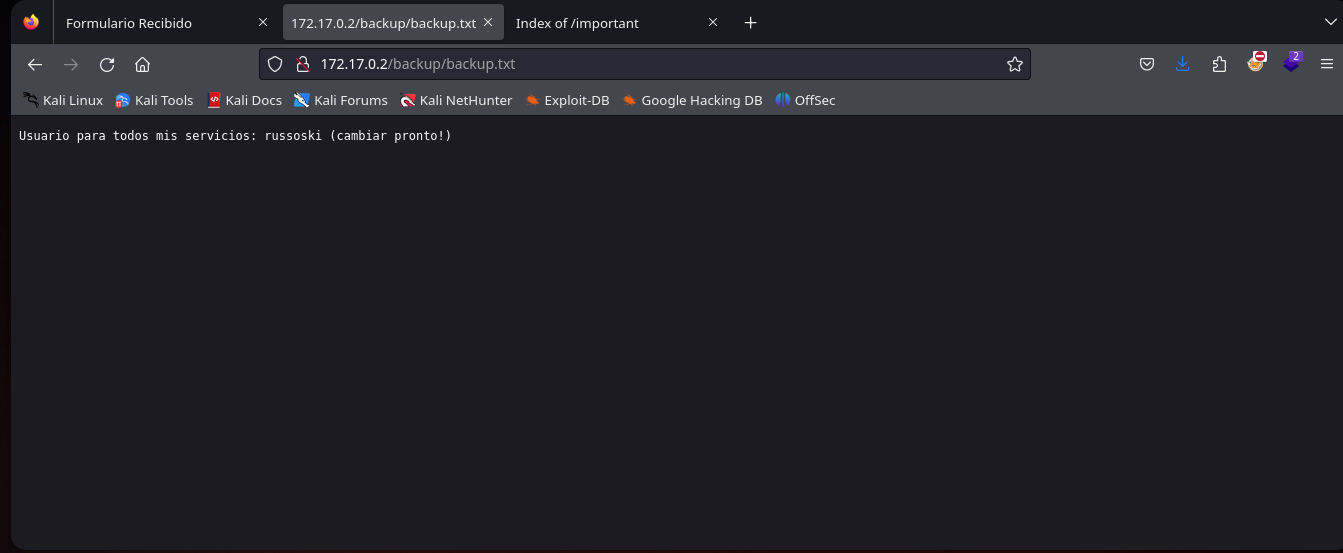 Formulario Recibido
172.17.0.2/backup/backup.txt
Index of /important
172.17.0.2/backup/backup.txt
2
Kali Linux
Kali Tools
Kali Docs
Kali Forums
Kali NetHunter
Exploit-DB
Google Hacking DB
OffSec
Usuario para todos mis servicios: russoski (cambiar pronto!)